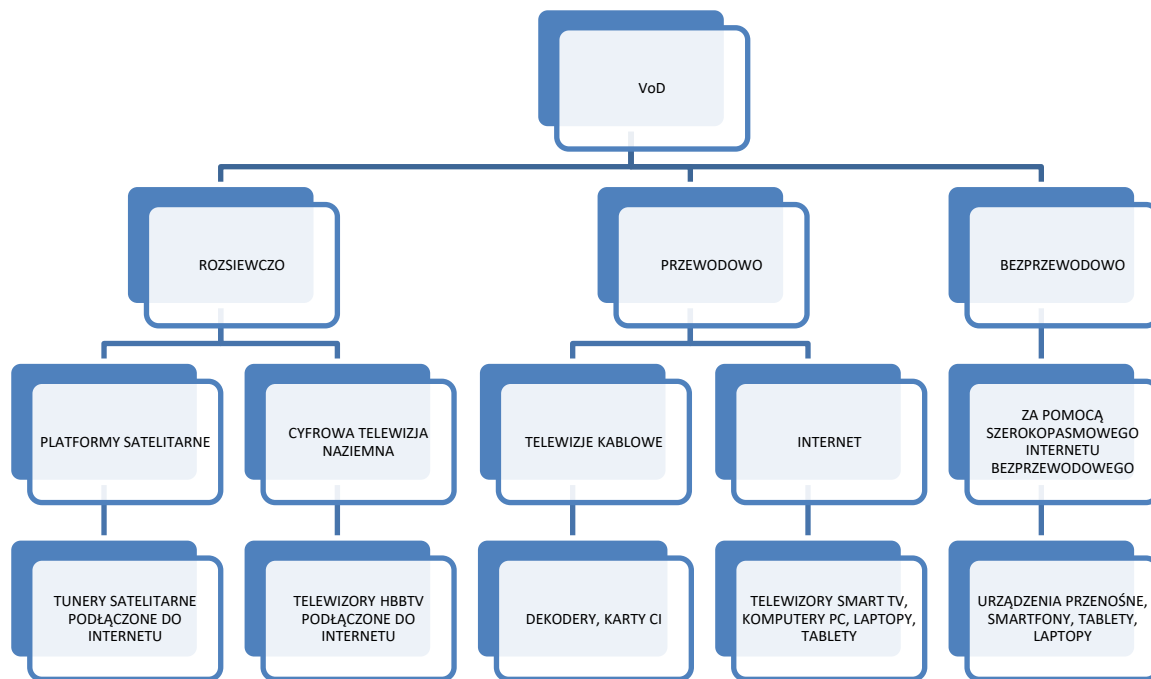 VoD
ROZSIEWCZO
PRZEWODOWO
BEZPRZEWODOWO
PLATFORMY SATELITARNE
CYFROWA TELEWIZJA
NAZIEMNA
TELEWIZJE KABLOWE
INTERNET
ZA POMOCĄ
SZEROKOPASMOWEGO
INTERNETU
BEZPRZEWODOWEGO
TUNERY SATELITARNE
PODŁĄCZONE DO
INTERNETU
TELEWIZORY HBBTV
PODŁĄCZONE DO
INTERNETU
DEKODERY, KARTY CI
TELEWIZORY SMART TV,
KOMPUTERY PC, LAPTOPY,
TABLETY
URZĄDZENIA PRZENOŚNE,
SMARTFONY, TABLETY,
LAPTOPY